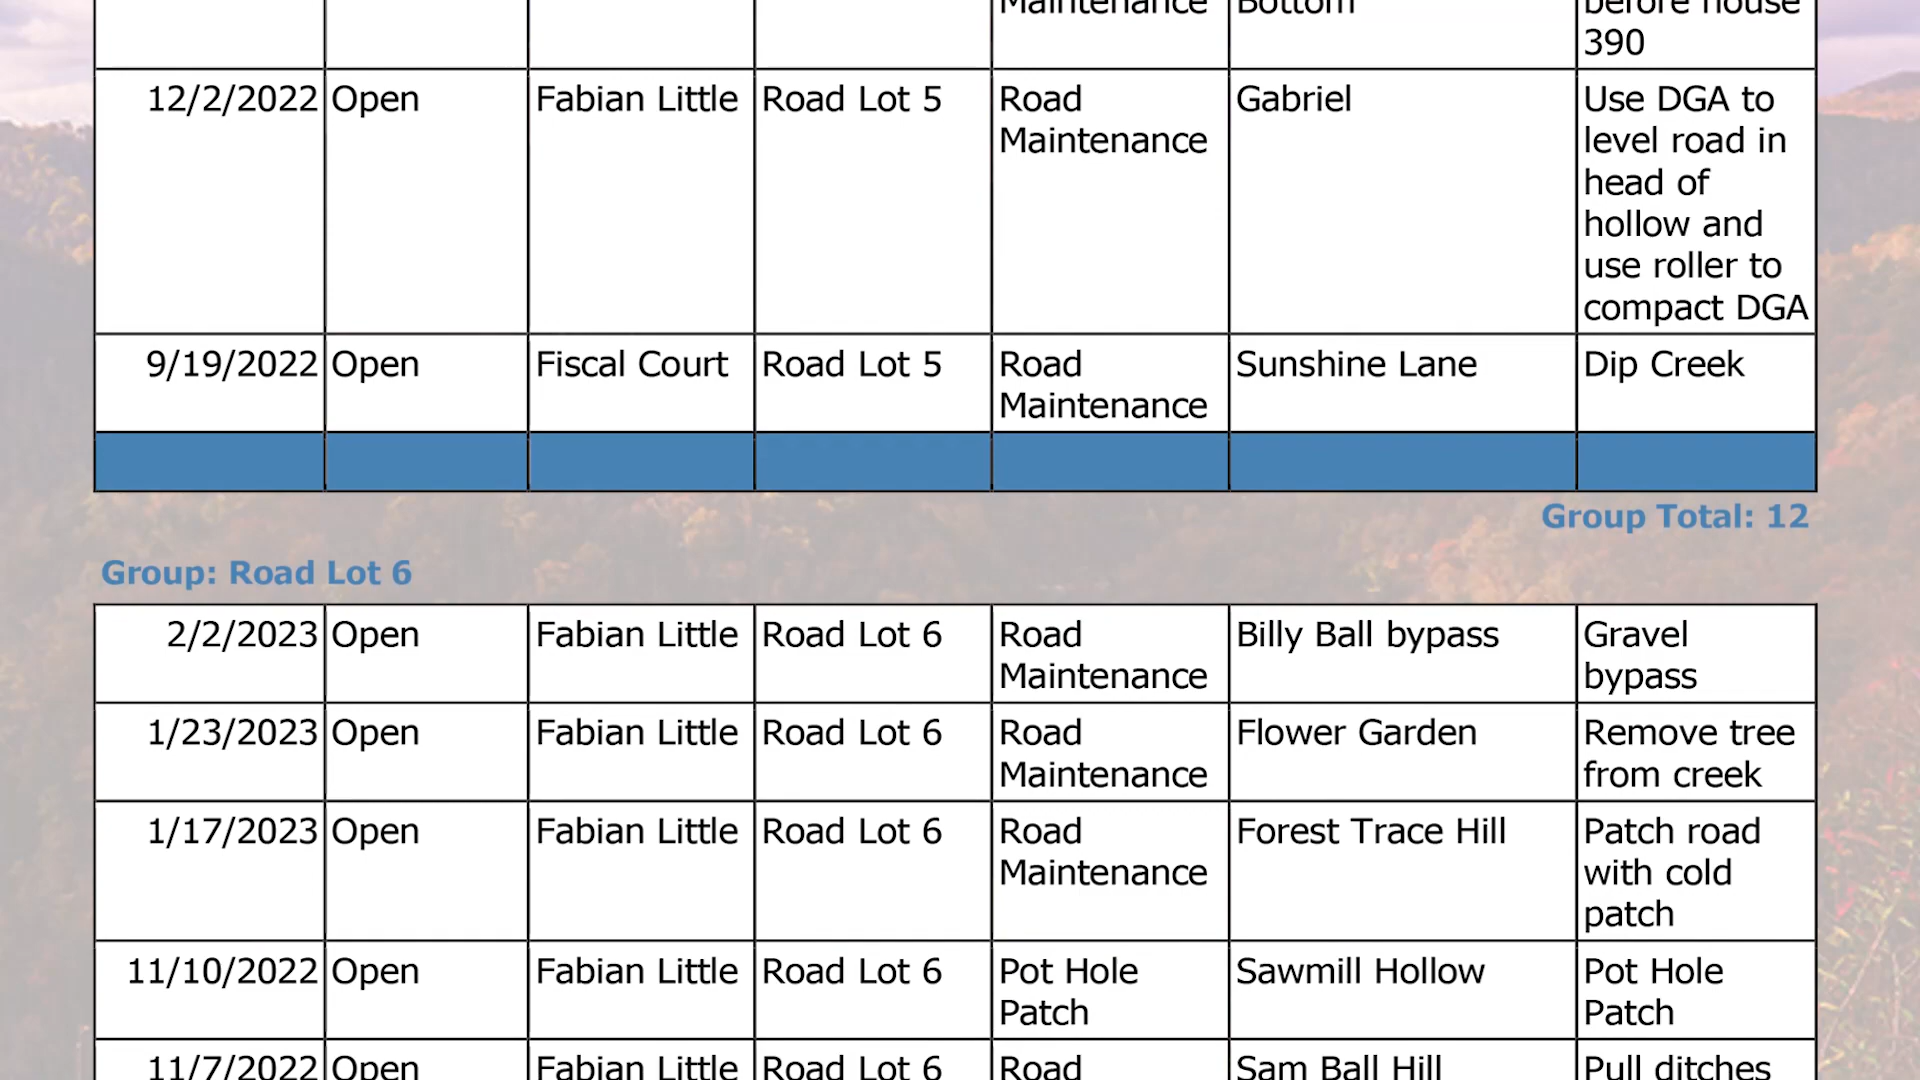 Maintenance Bottom before house
390
12/2/2022 Open Fabian Little Road Lot 5 Road Gabriel Use DGA to
Maintenance level road in
head of
hollow and
use roller to
compact DGA
9/19/2022 Open Fiscal Court Road Lot 5 Road Sunshine Lane Dip Creek
Maintenance
Group Total: 12
Group: Road Lot 6
2/2/2023 Open Fabian Little Road Lot 6 Road Billy Ball bypass Gravel
Maintenance bypass
1/23/2023 Open Fabian Little Road Lot 6 Road Flower Garden Remove tree
Maintenance from creek
1/17/2023 Open Fabian Little Road Lot 6 Road Forest Trace Hill Patch road
Maintenance with cold
patch
11/10/2022 Open Fabian Little Road Lot 6 Pot Hole Sawmill Hollow Pot Hole
Patch Patch
11/7/2022 Open Fabian Little Road Lot 6 Road Sam Ball Hill Pull ditches